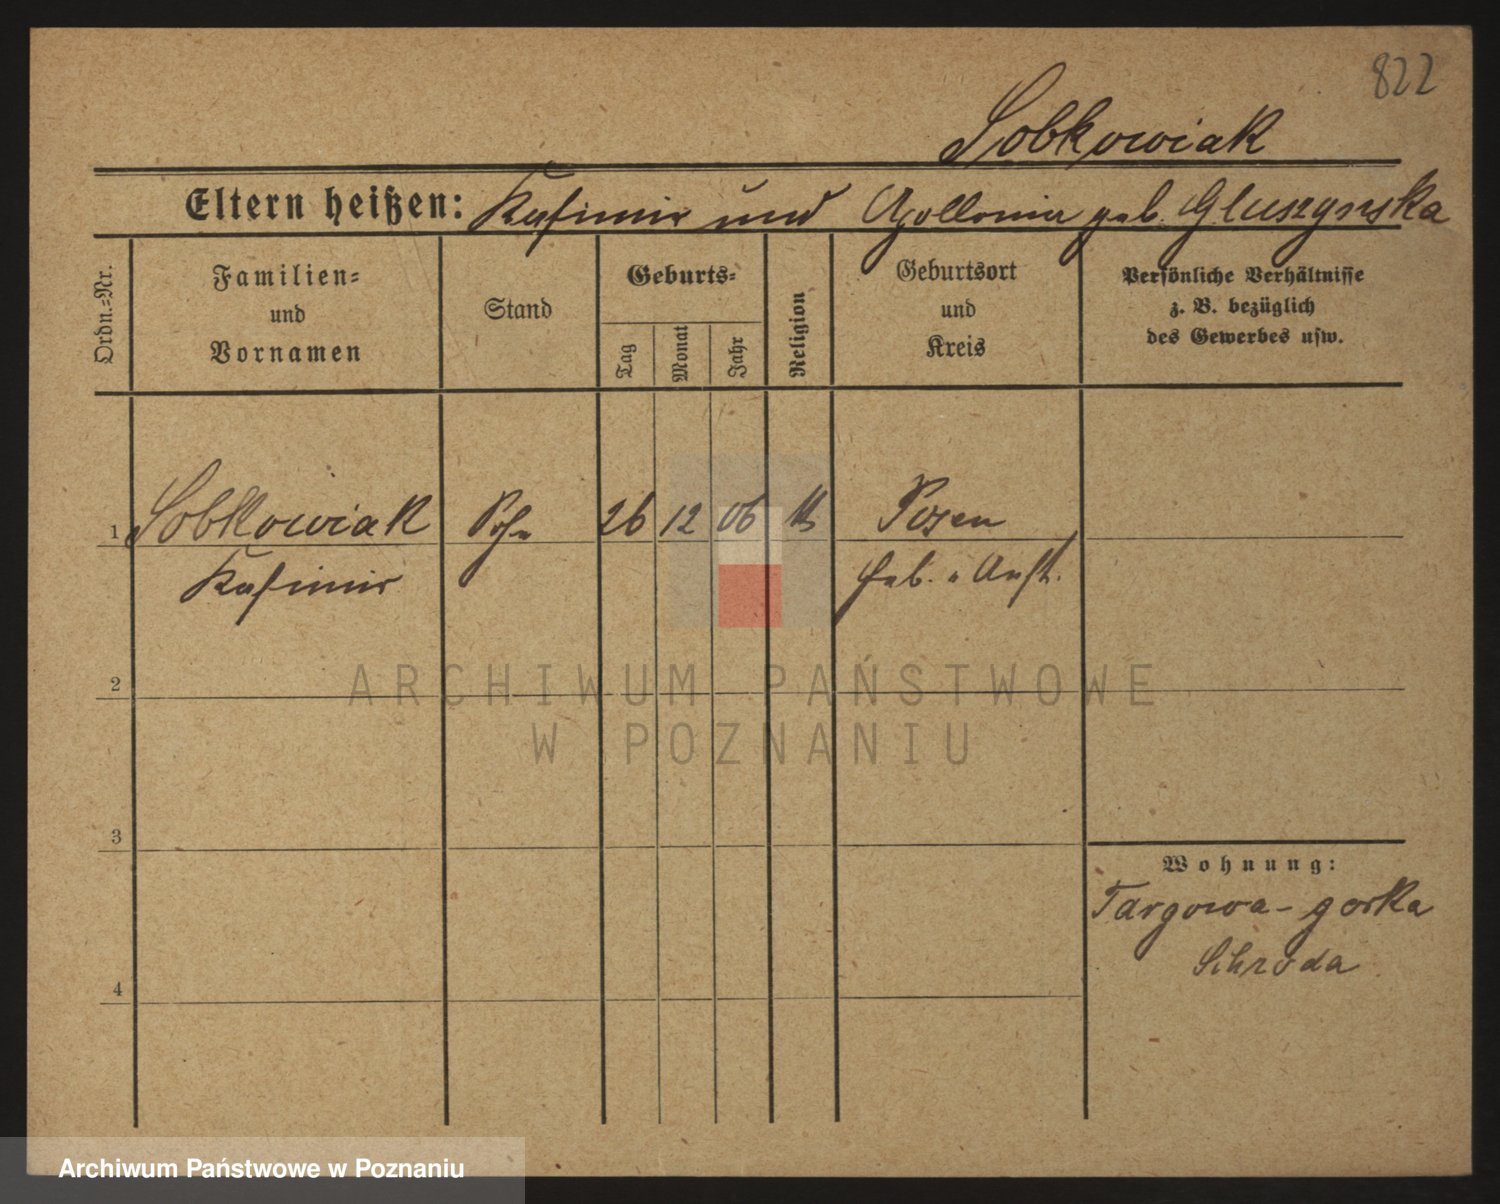 822
Sobkowiak
Eltern heißen: Kasimir und Apollonia geb. Gluszynska
Ordn.=Nr.
Familien=
und
Vornamen
Stand
Geburts=
Tag
Monat
Jahr
Religion
Geburtsort
und
Kreis
Persönliche Verhältnisse
z. B. bezüglich
des Gewerbes usw.
1 Sobkowiak 26 12 06 Posen
Kasimir Geb. Anst.
2
ARCHIWUM PAŃSTWOWE
W POZNANIU
3
Wohnung:
Targowa-gorka
Schroda
4
Archiwum Państwowe w Poznaniu